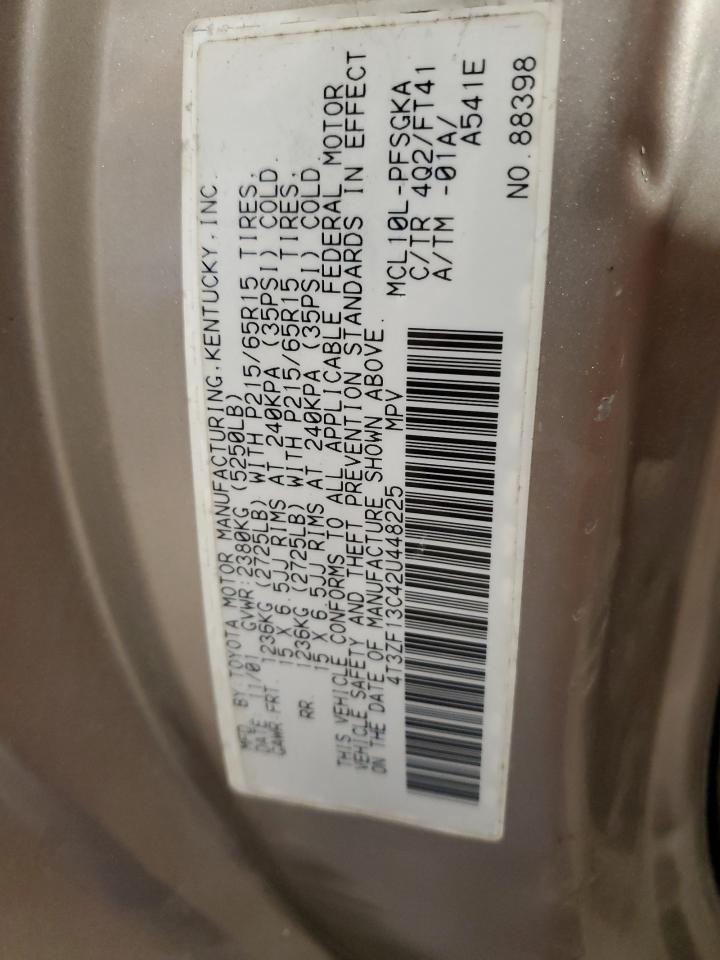 MFD. BY TOYOTA MOTOR MANUFACTURING, KENTUCKY, INC.
DATE: 11/01 GVWR: 2380KG (5250LB)
GAWR FRT. 1236KG (2725LB) WITH P215/65R15 TIRES,
15 X 6.5JJ RIMS AT 240KPA (35PSI) COLD.
RR. 1236KG (2725LB) WITH P215/65R15 TIRES,
15 X 6.5JJ RIMS AT 240KPA (35PSI) COLD.
THIS VEHICLE CONFORMS TO ALL APPLICABLE FEDERAL MOTOR
VEHICLE SAFETY AND THEFT PREVENTION STANDARDS IN EFFECT
ON THE DATE OF MANUFACTURE SHOWN ABOVE.
4T3ZF13C42U448225 MPV
MCL10L-PFSGKA
C/TR 4Q2/FT41
A/TM -01A/
A541E
NO. 88398